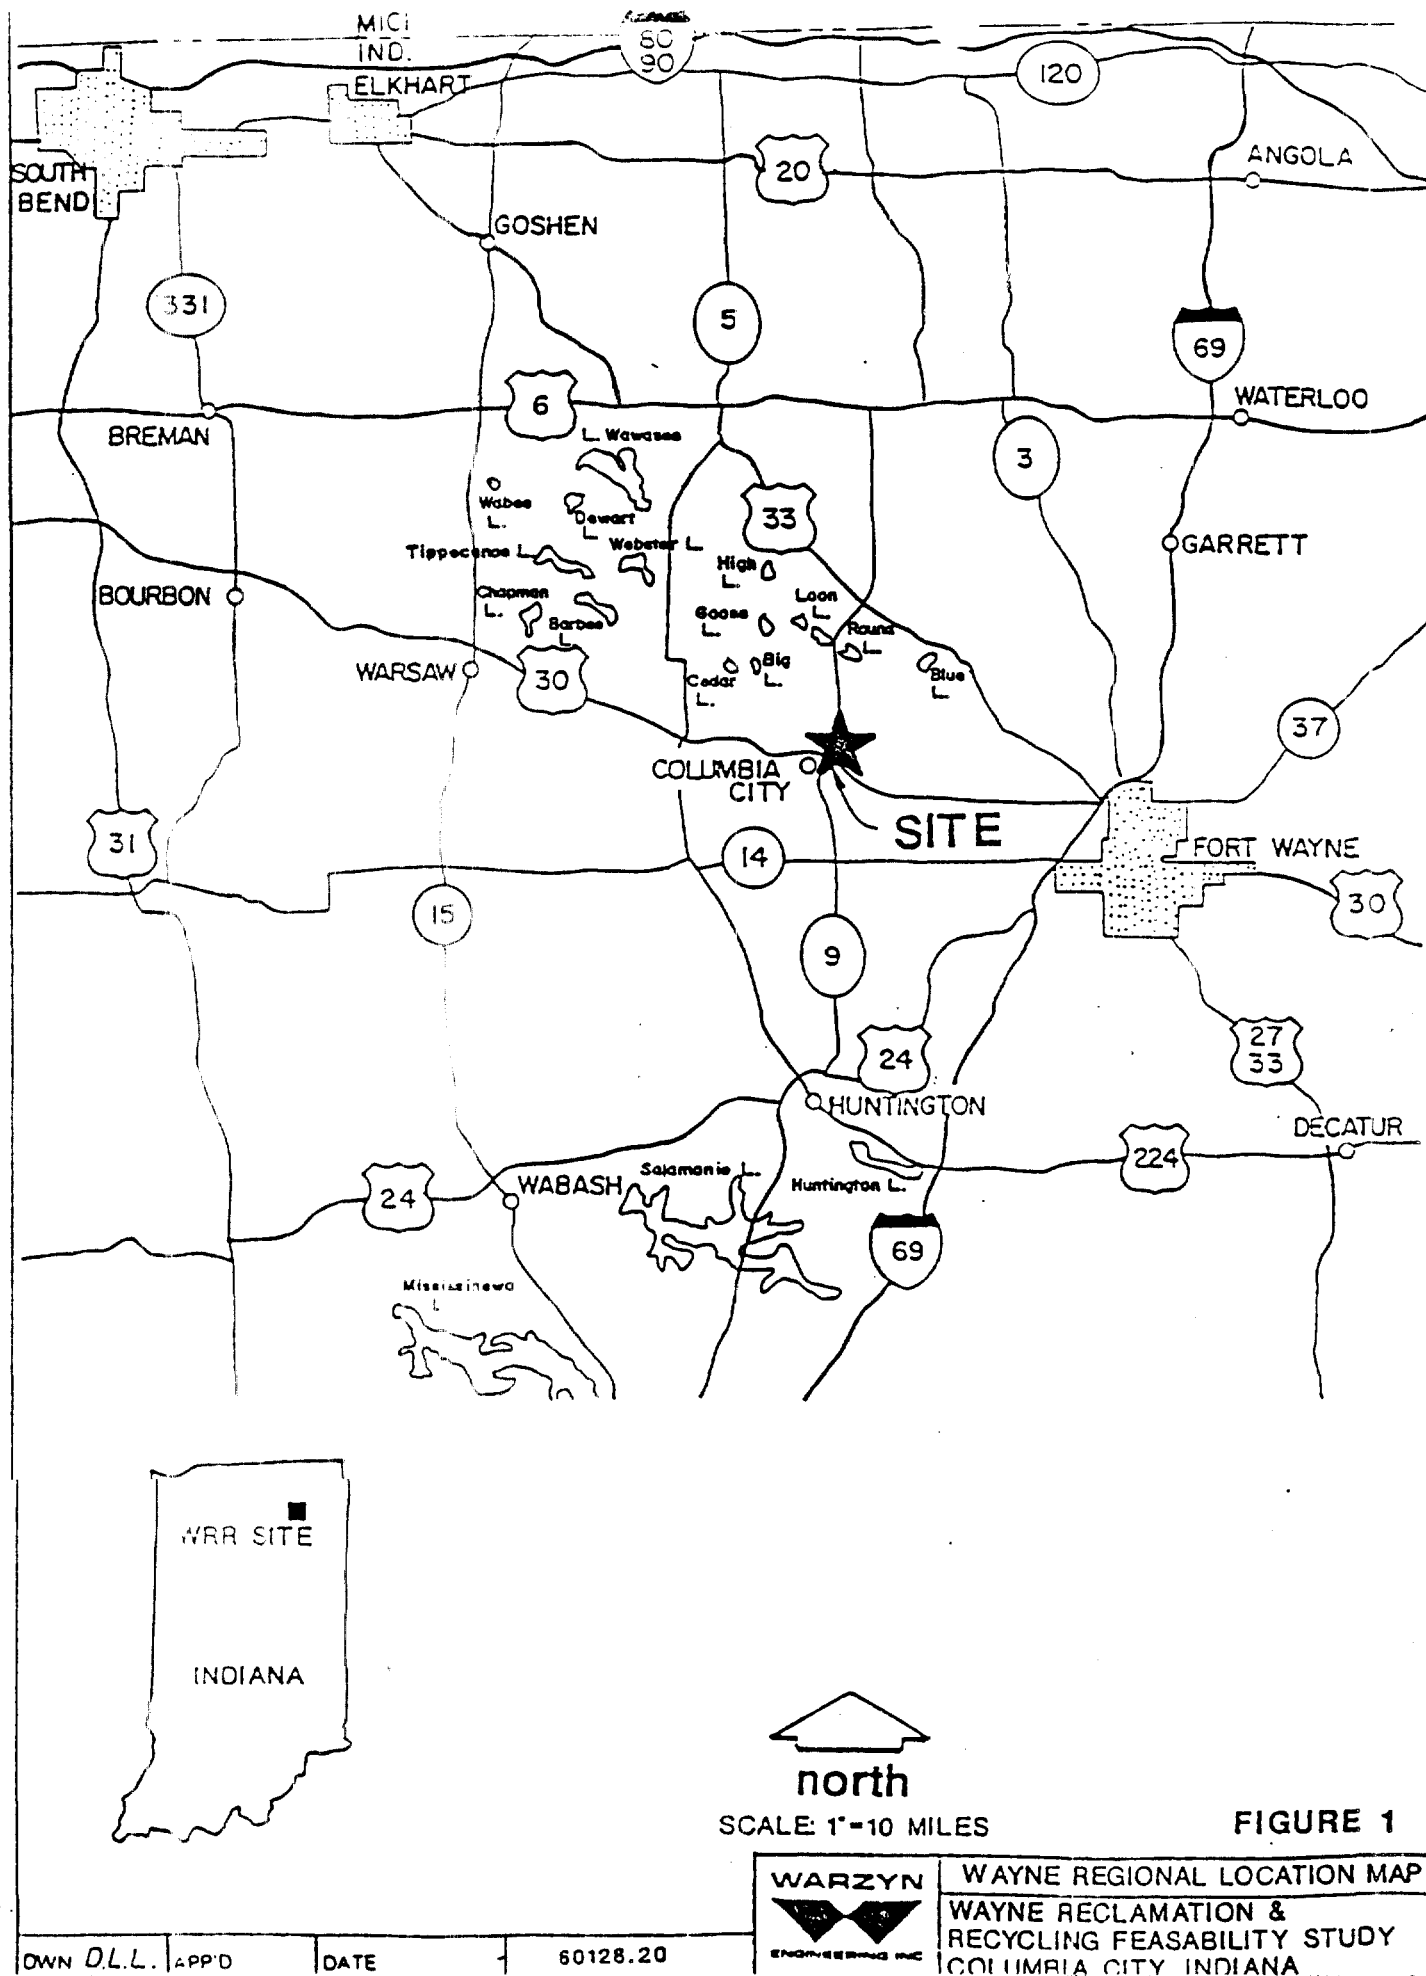 MICI
IND.
80
90
120
ELKHART
20
ANGOLA
SOUTH
BEND
GOSHEN
331
5
69
6
WATERLOO
BREMAN
L. Wawasee
3
Wabee
L.
Dewart
L.
33
Tippecanoe L.
Webster L.
High
L.
GARRETT
BOURBON
Chapman
L.
Barbee
L.
Goose
L.
Loon
L.
Round
L.
WARSAW
30
Cedar
L.
Big
L.
Blue
L.
37
COLUMBIA
CITY
SITE
31
14
FORT WAYNE
15
30
9
24
27
33
HUNTINGTON
DECATUR
224
24
WABASH
Salamonie L.
Huntington L.
69
Mississinewa
L
WRR SITE
INDIANA
north
SCALE: 1"=10 MILES
FIGURE 1
WARZYN
ENGINEERING INC
WAYNE REGIONAL LOCATION MAP
WAYNE RECLAMATION &
RECYCLING FEASABILITY STUDY
COLUMBIA CITY, INDIANA
DWN D.L.L. APP'D DATE 60128.20